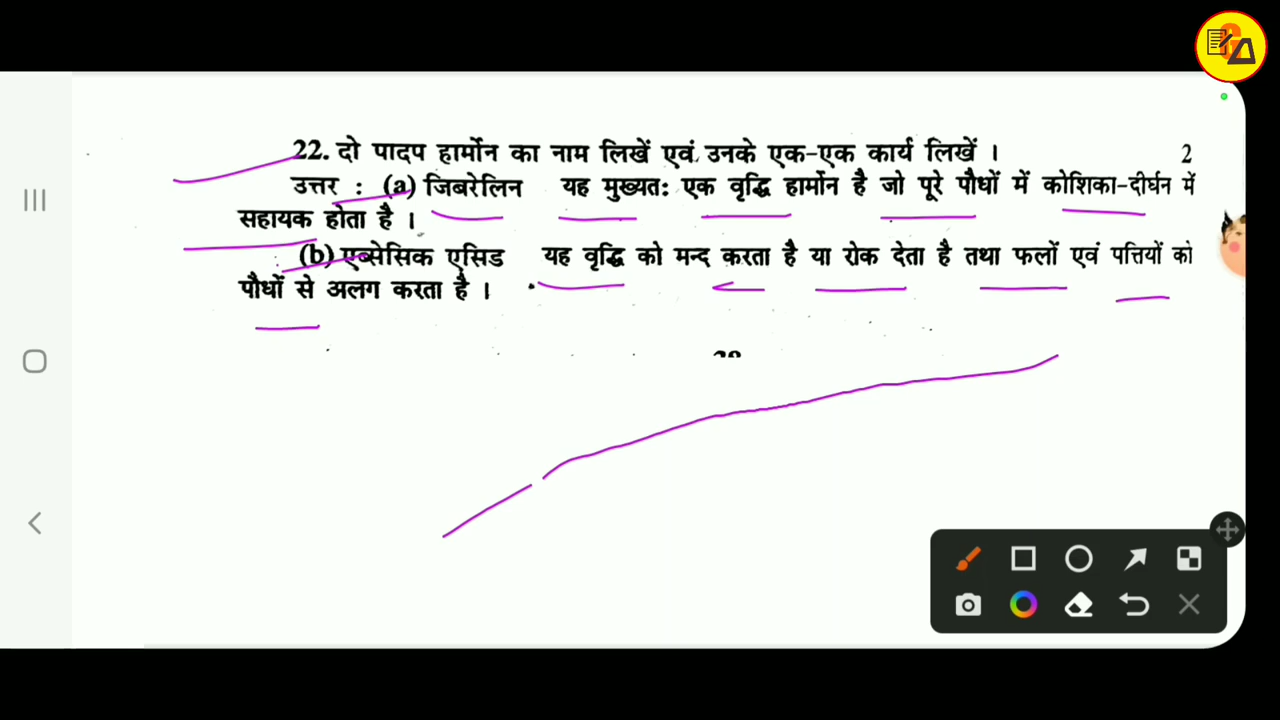 22. दो पादप हार्मोन का नाम लिखें एवं उनके एक-एक कार्य लिखें । 2
उत्तर : (a) जिबरेलिन यह मुख्यतः एक वृद्धि हार्मोन है जो पूरे पौधों में कोशिका-दीर्घन में
सहायक होता है ।
(b) एब्सेसिक एसिड यह वृद्धि को मन्द करता है या रोक देता है तथा फलों एवं पत्तियों को
पौधों से अलग करता है ।